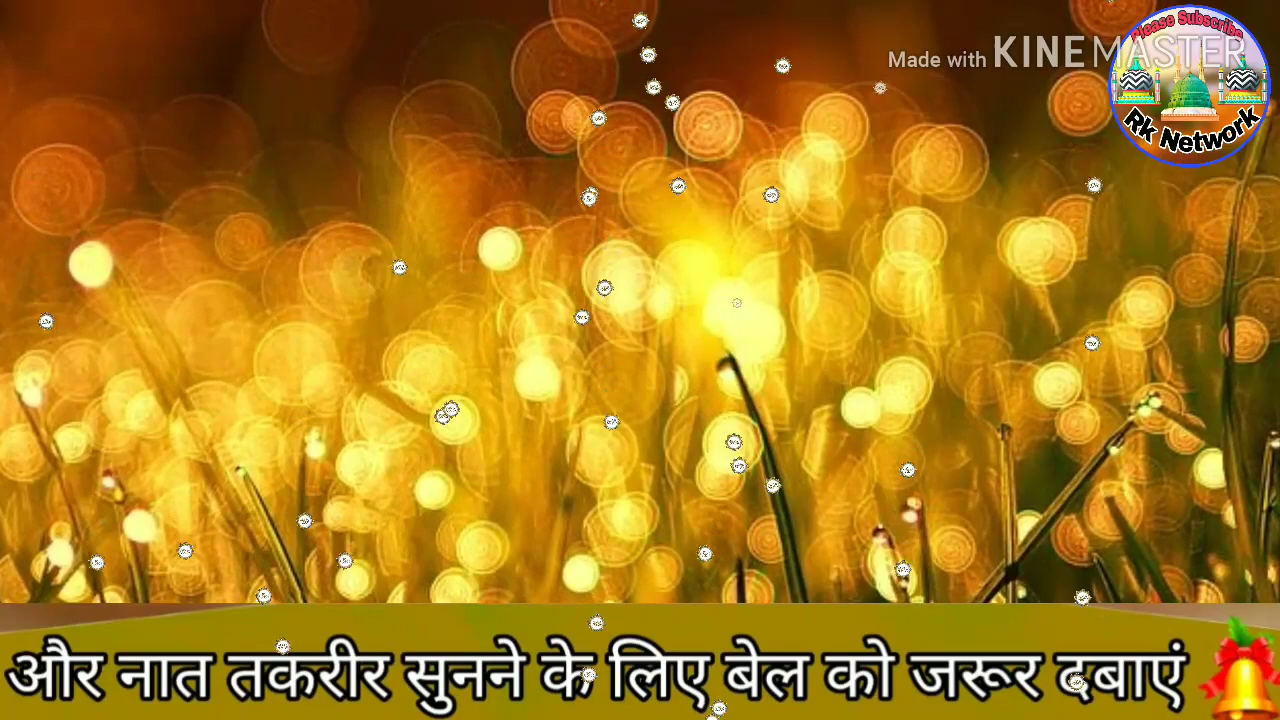 Made with KINEMASTER
Please Subscribe
Rk Network
और नात तकरीर सुनने के लिए बेल को जरूर दबाएं